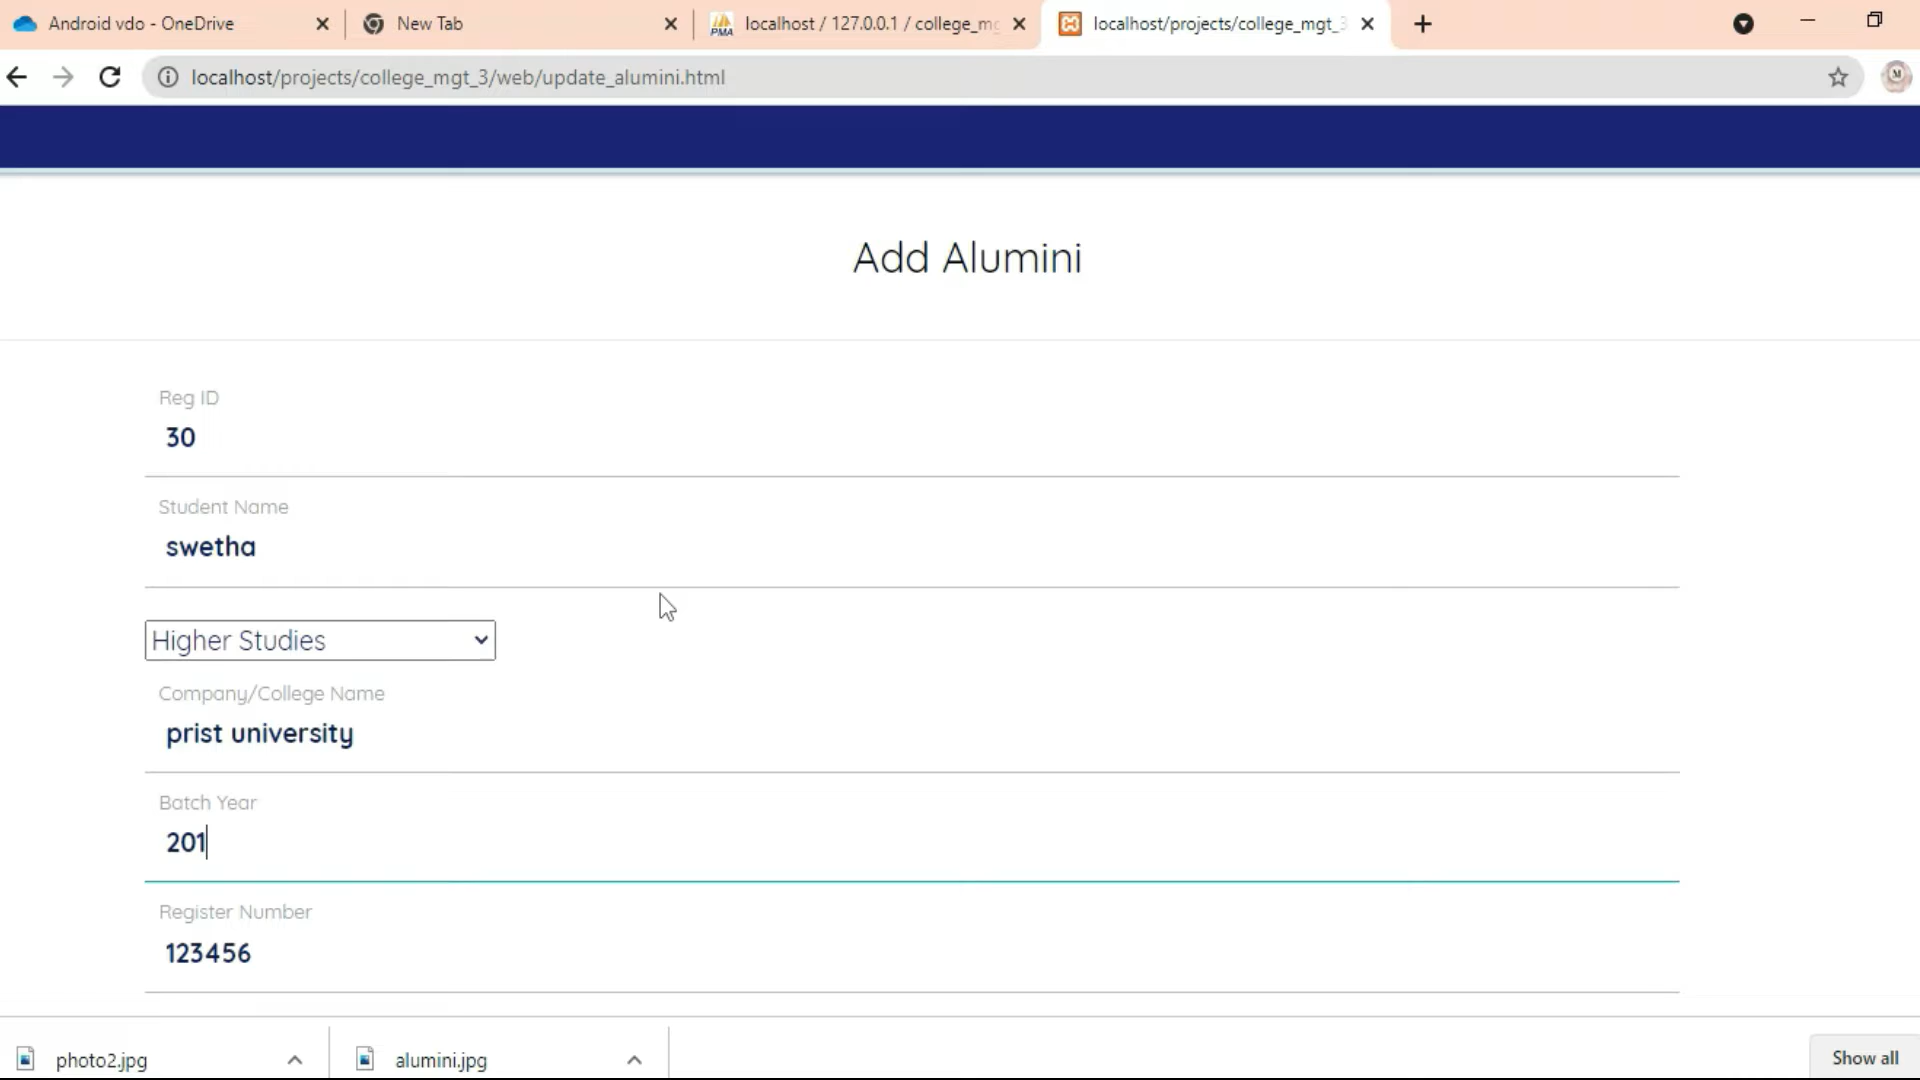 Android vdo - OneDrive
New Tab
localhost / 127.0.0.1 / college_mg
localhost/projects/college_mgt_3
localhost/projects/college_mgt_3/web/update_alumini.html
Add Alumini
Reg ID
30
Student Name
swetha
Higher Studies
Company/College Name
prist university
Batch Year
201
Register Number
123456
photo2.jpg
alumini.jpg
Show all